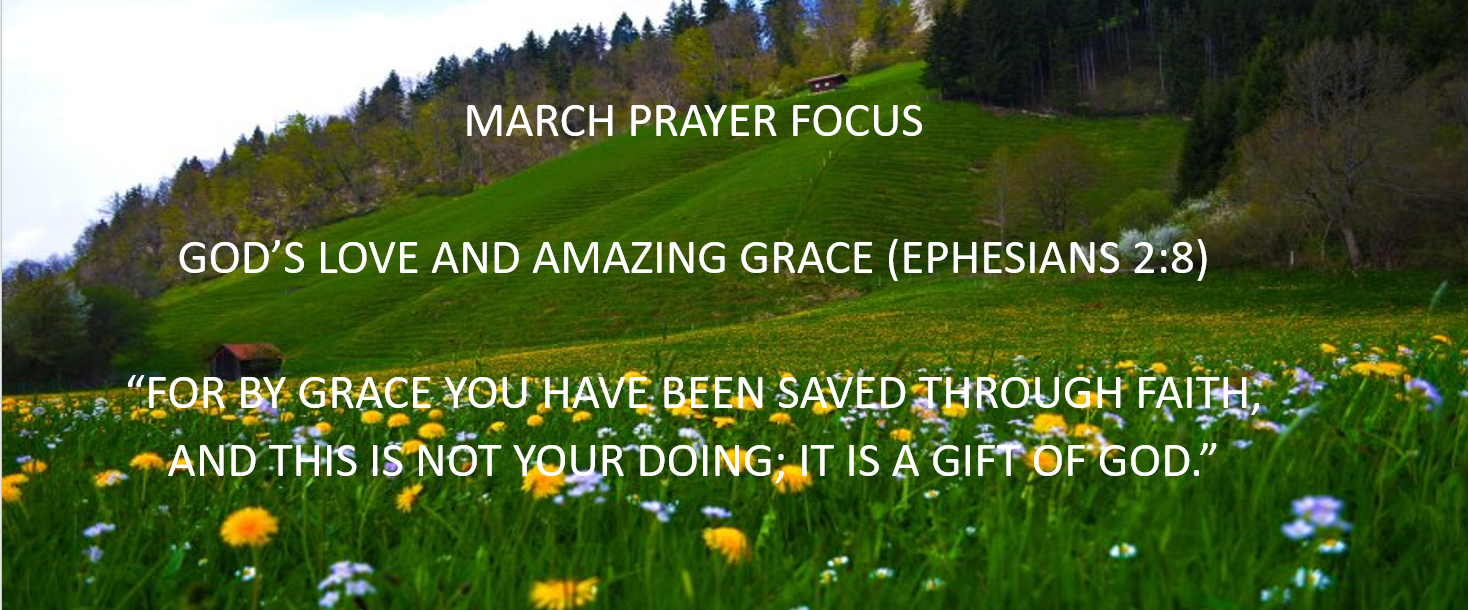 MARCH PRAYER FOCUS
GOD’S LOVE AND AMAZING GRACE (EPHESIANS 2:8)
“FOR BY GRACE YOU HAVE BEEN SAVED THROUGH FAITH,
AND THIS IS NOT YOUR DOING; IT IS A GIFT OF GOD.”